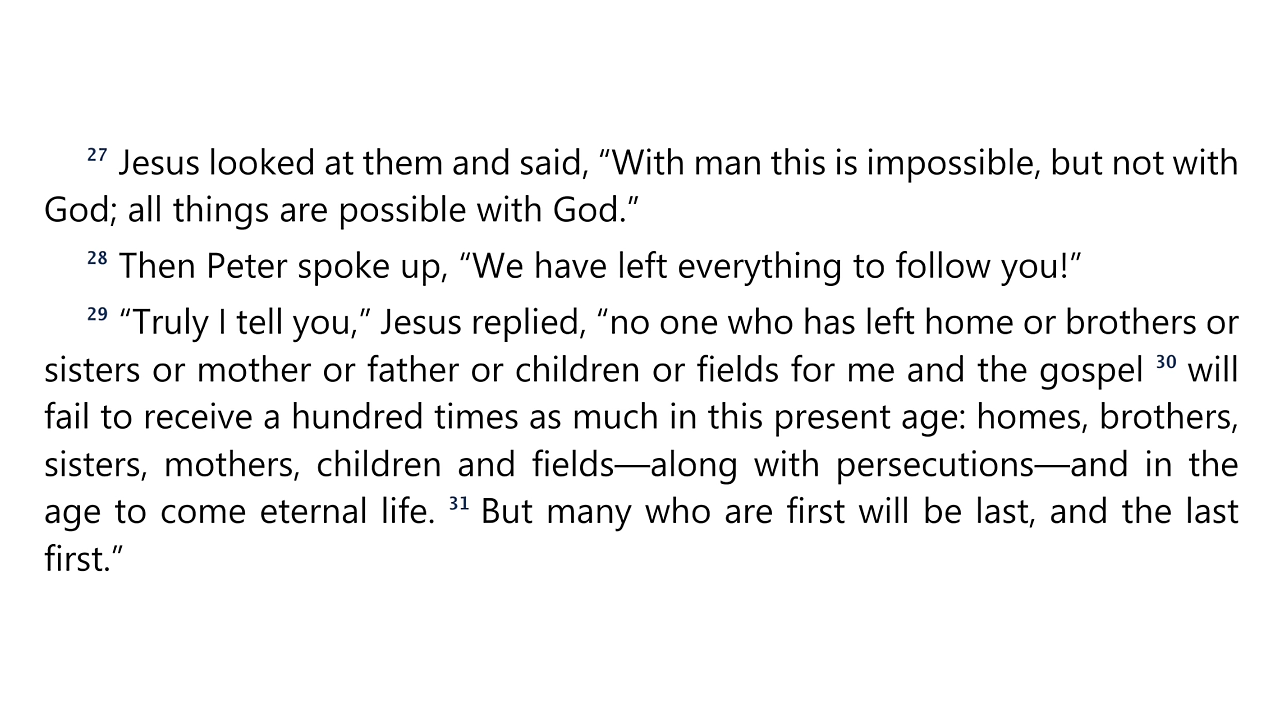 27 Jesus looked at them and said, “With man this is impossible, but not with
God; all things are possible with God.”
28 Then Peter spoke up, “We have left everything to follow you!”
29 “Truly I tell you,” Jesus replied, “no one who has left home or brothers or
sisters or mother or father or children or fields for me and the gospel 30 will
fail to receive a hundred times as much in this present age: homes, brothers,
sisters, mothers, children and fields—along with persecutions—and in the
age to come eternal life. 31 But many who are first will be last, and the last
first.”